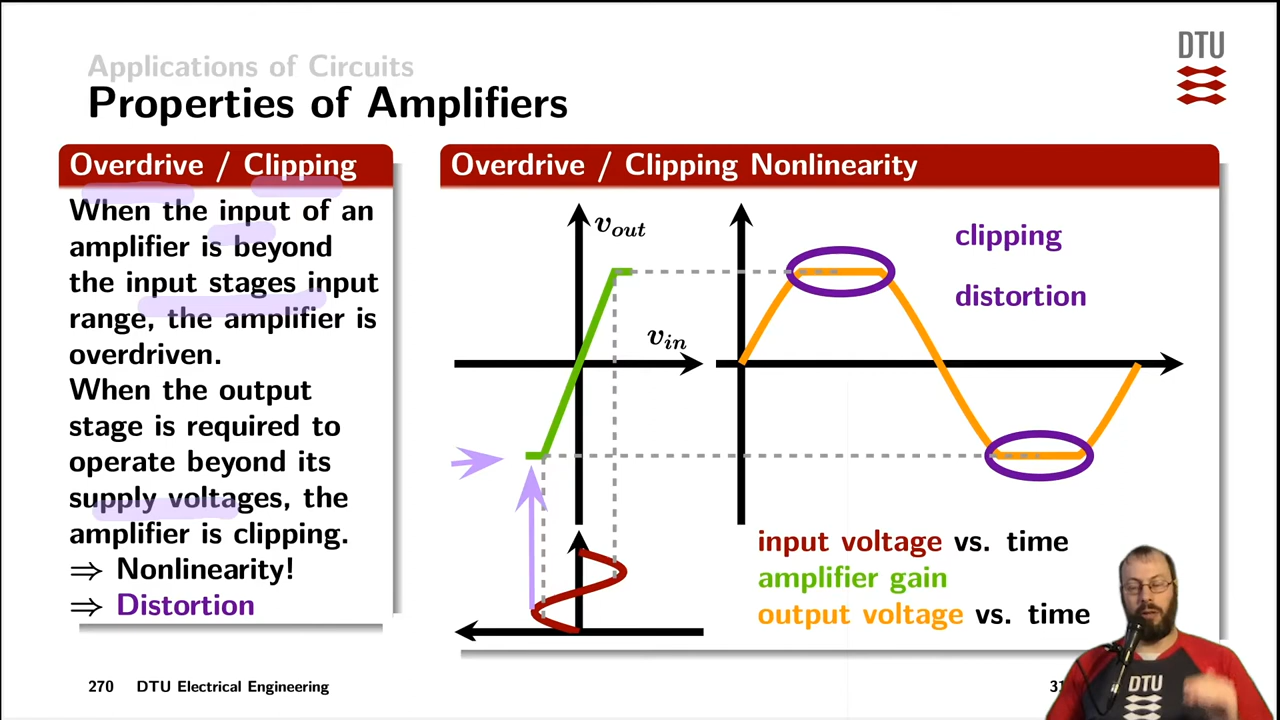 Applications of Circuits
Properties of Amplifiers
DTU
Overdrive / Clipping
When the input of an
amplifier is beyond
the input stages input
range, the amplifier is
overdriven.
When the output
stage is required to
operate beyond its
supply voltages, the
amplifier is clipping.
⇒ Nonlinearity!
⇒ Distortion
Overdrive / Clipping Nonlinearity
v_out
v_in
clipping
distortion
input voltage vs. time
amplifier gain
output voltage vs. time
270 DTU Electrical Engineering
DTU